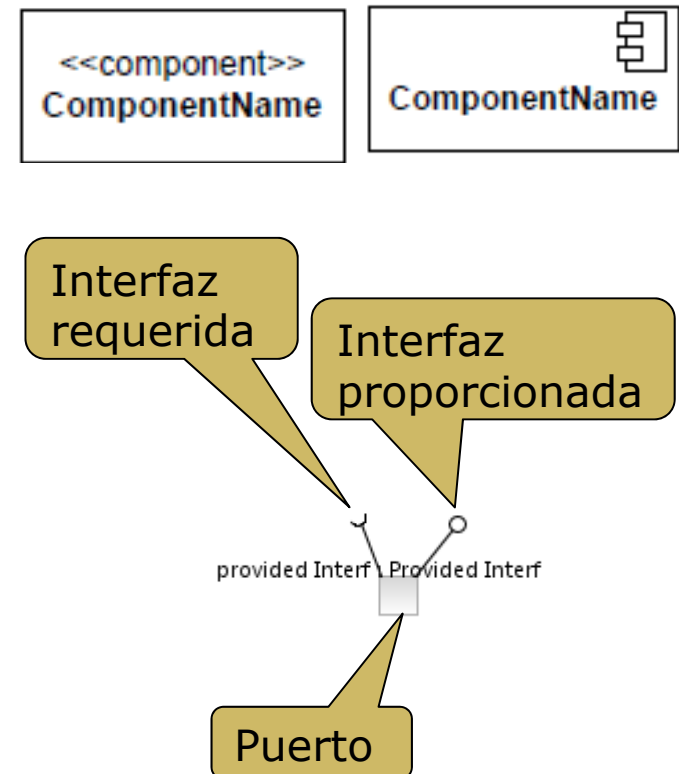 <<component>>
ComponentName
ComponentName
Interfaz
requerida
Interfaz
proporcionada
provided Interf
Provided Interf
Puerto